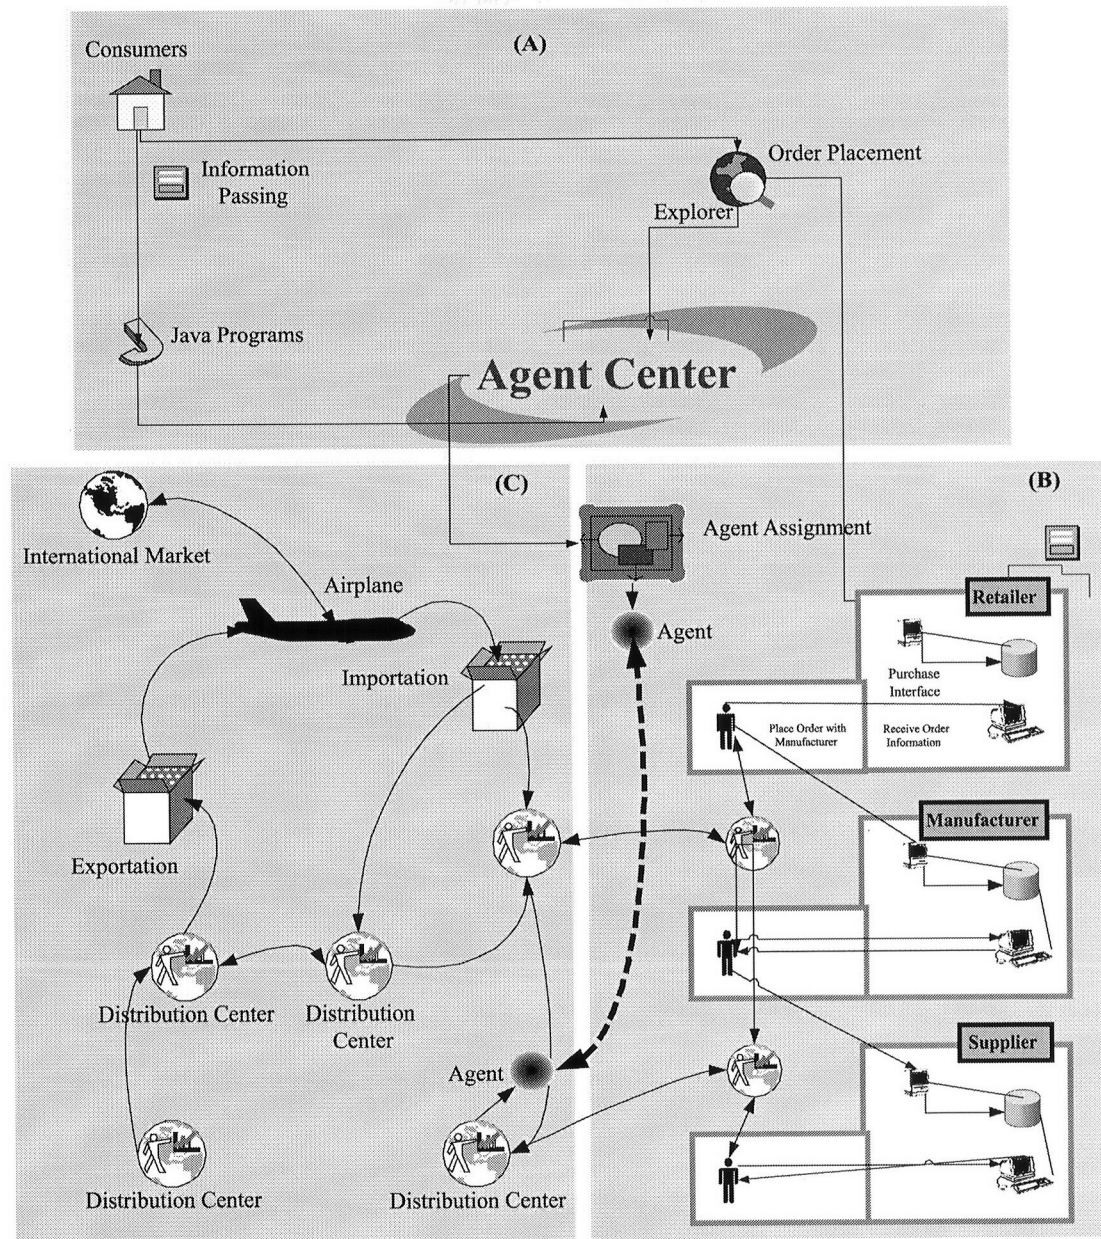 (A)
Consumers
Information
Passing
Order Placement
Explorer
Java Programs
Agent Center
(C)
International Market
Airplane
Importation
Exportation
Distribution Center
Distribution
Center
Agent
Distribution Center
Distribution Center
(B)
Agent Assignment
Agent
Retailer
Purchase
Interface
Place Order with
Manufacturer
Receive Order
Information
Manufacturer
Supplier